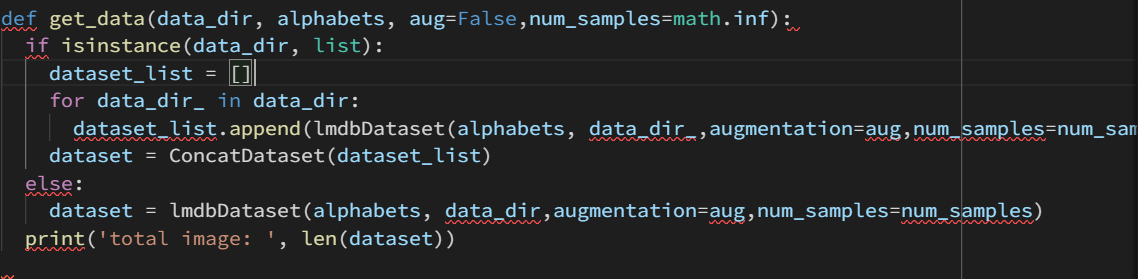 def get_data(data_dir, alphabets, aug=False,num_samples=math.inf):
  if isinstance(data_dir, list):
    dataset_list = []
    for data_dir_ in data_dir:
      dataset_list.append(lmdbDataset(alphabets, data_dir_,augmentation=aug,num_samples=num_sam
    dataset = ConcatDataset(dataset_list)
  else:
    dataset = lmdbDataset(alphabets, data_dir,augmentation=aug,num_samples=num_samples)
  print('total image: ', len(dataset))